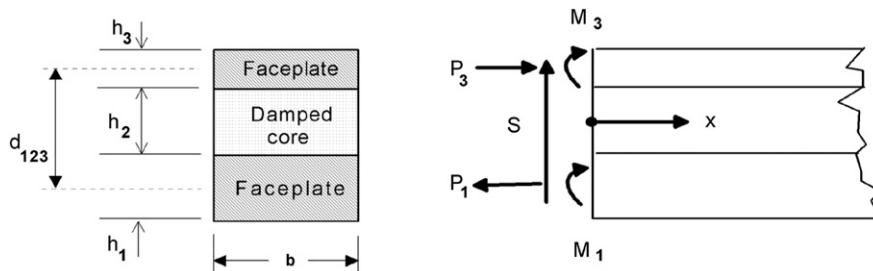 h3
Faceplate
d123
h2
Damped core
Faceplate
h1
b
M3
P3
S
x
P1
M1